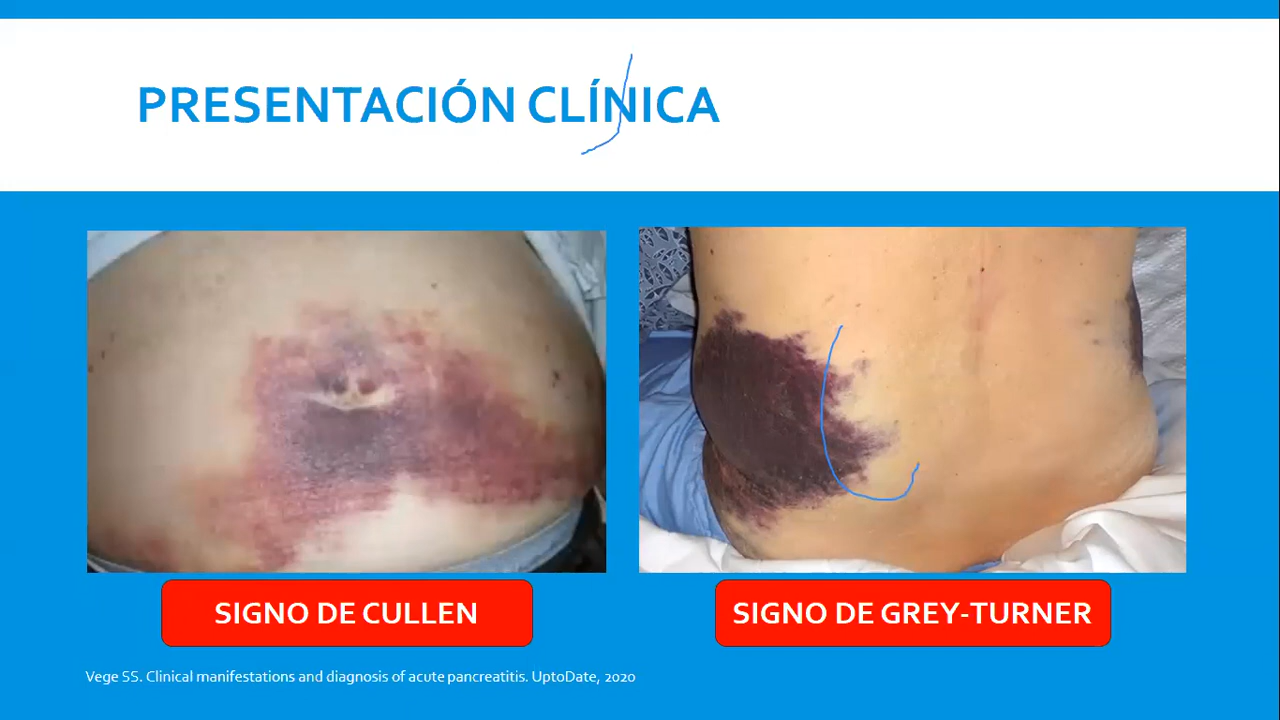 PRESENTACIÓN CLÍNICA
SIGNO DE CULLEN
SIGNO DE GREY-TURNER
Vege SS. Clinical manifestations and diagnosis of acute pancreatitis. UptoDate, 2020